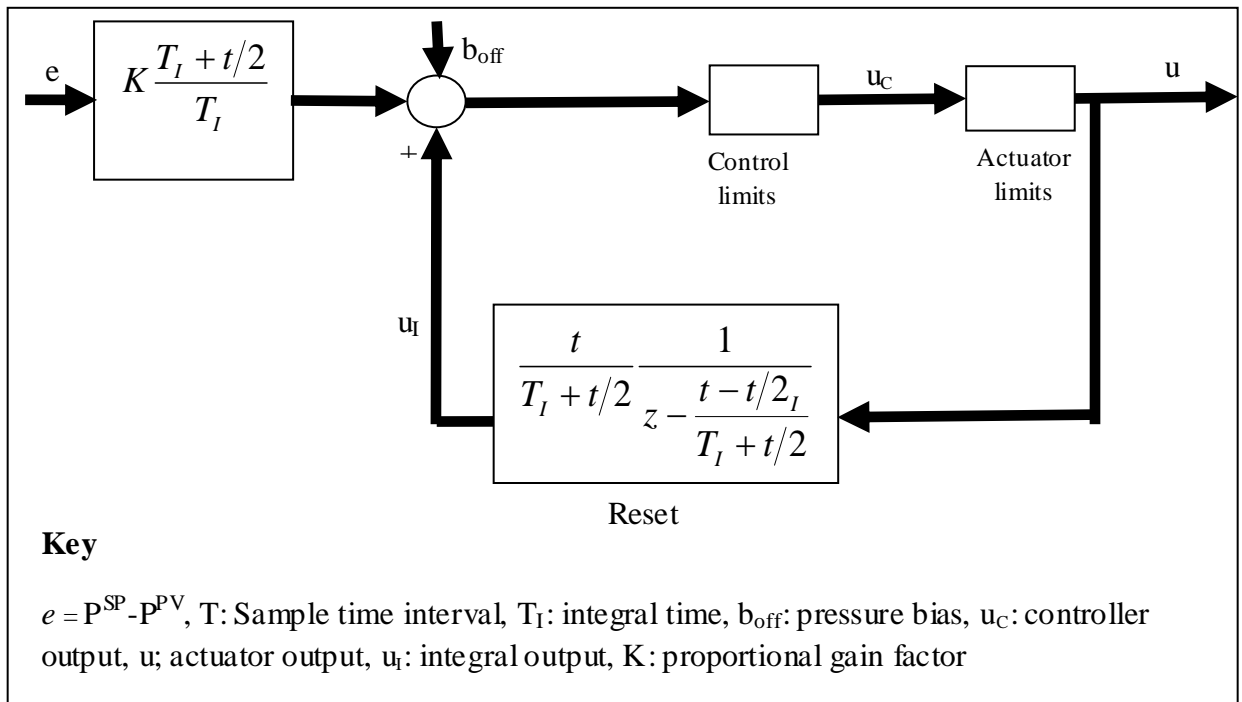 e
K (T_I + t/2)/T_I
b_off
+
u_C
u
Control
limits
Actuator
limits
u_I
t/(T_I + t/2) 1/(z − (t − t/2_I)/(T_I + t/2))
Reset
Key
e = P^SP-P^PV, T: Sample time interval, T_I: integral time, b_off: pressure bias, u_C: controller
output, u; actuator output, u_I: integral output, K: proportional gain factor